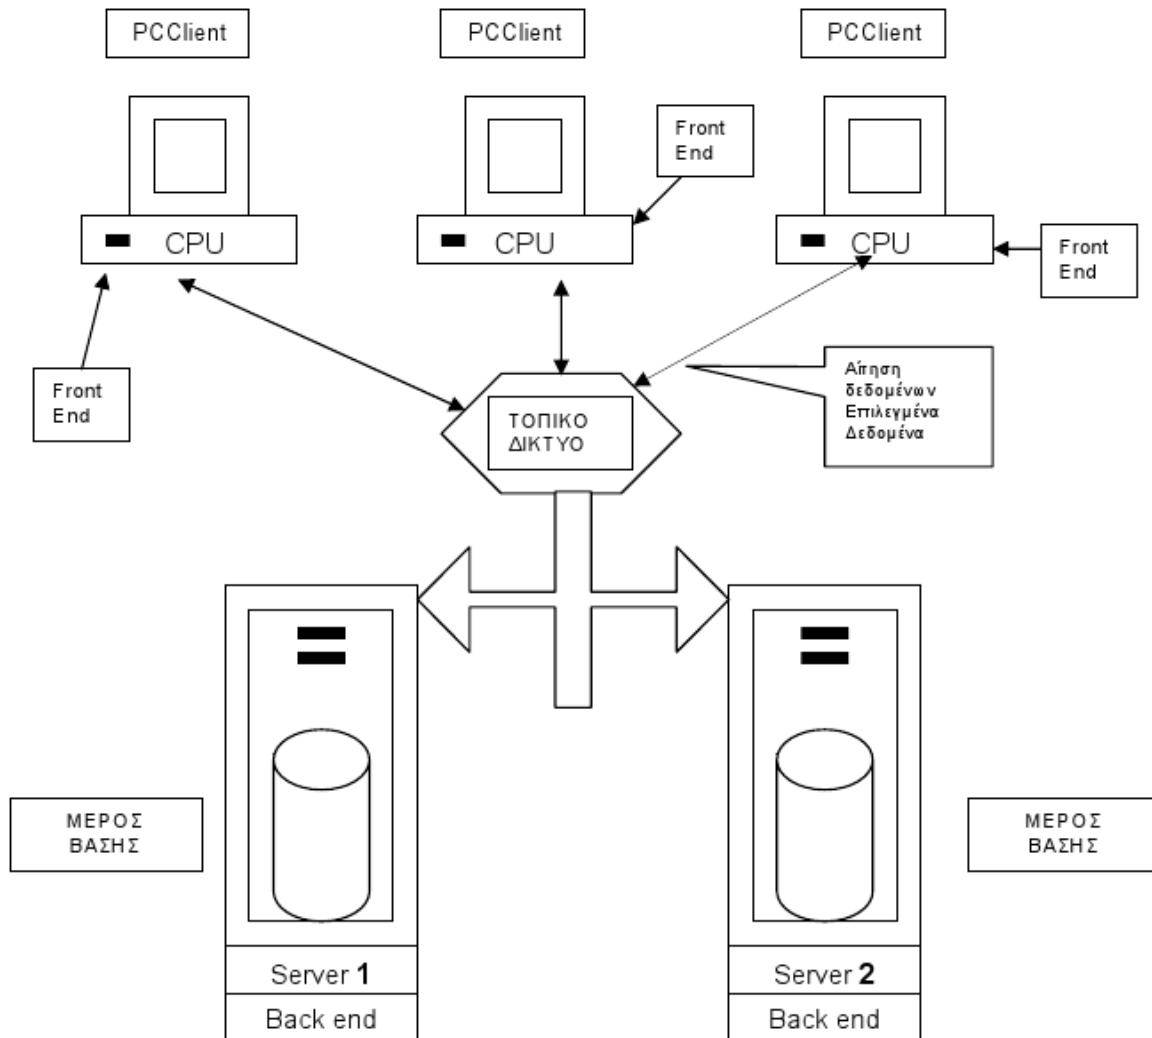 PCClient
PCClient
PCClient
Front
End
CPU
CPU
CPU
Front
End
Front
End
Αίτηση
δεδομένων
Επιλεγμένα
Δεδομένα
ΤΟΠΙΚΟ
ΔΙΚΤΥΟ
ΜΕΡΟΣ
ΒΑΣΗΣ
ΜΕΡΟΣ
ΒΑΣΗΣ
Server 1
Server 2
Back end
Back end